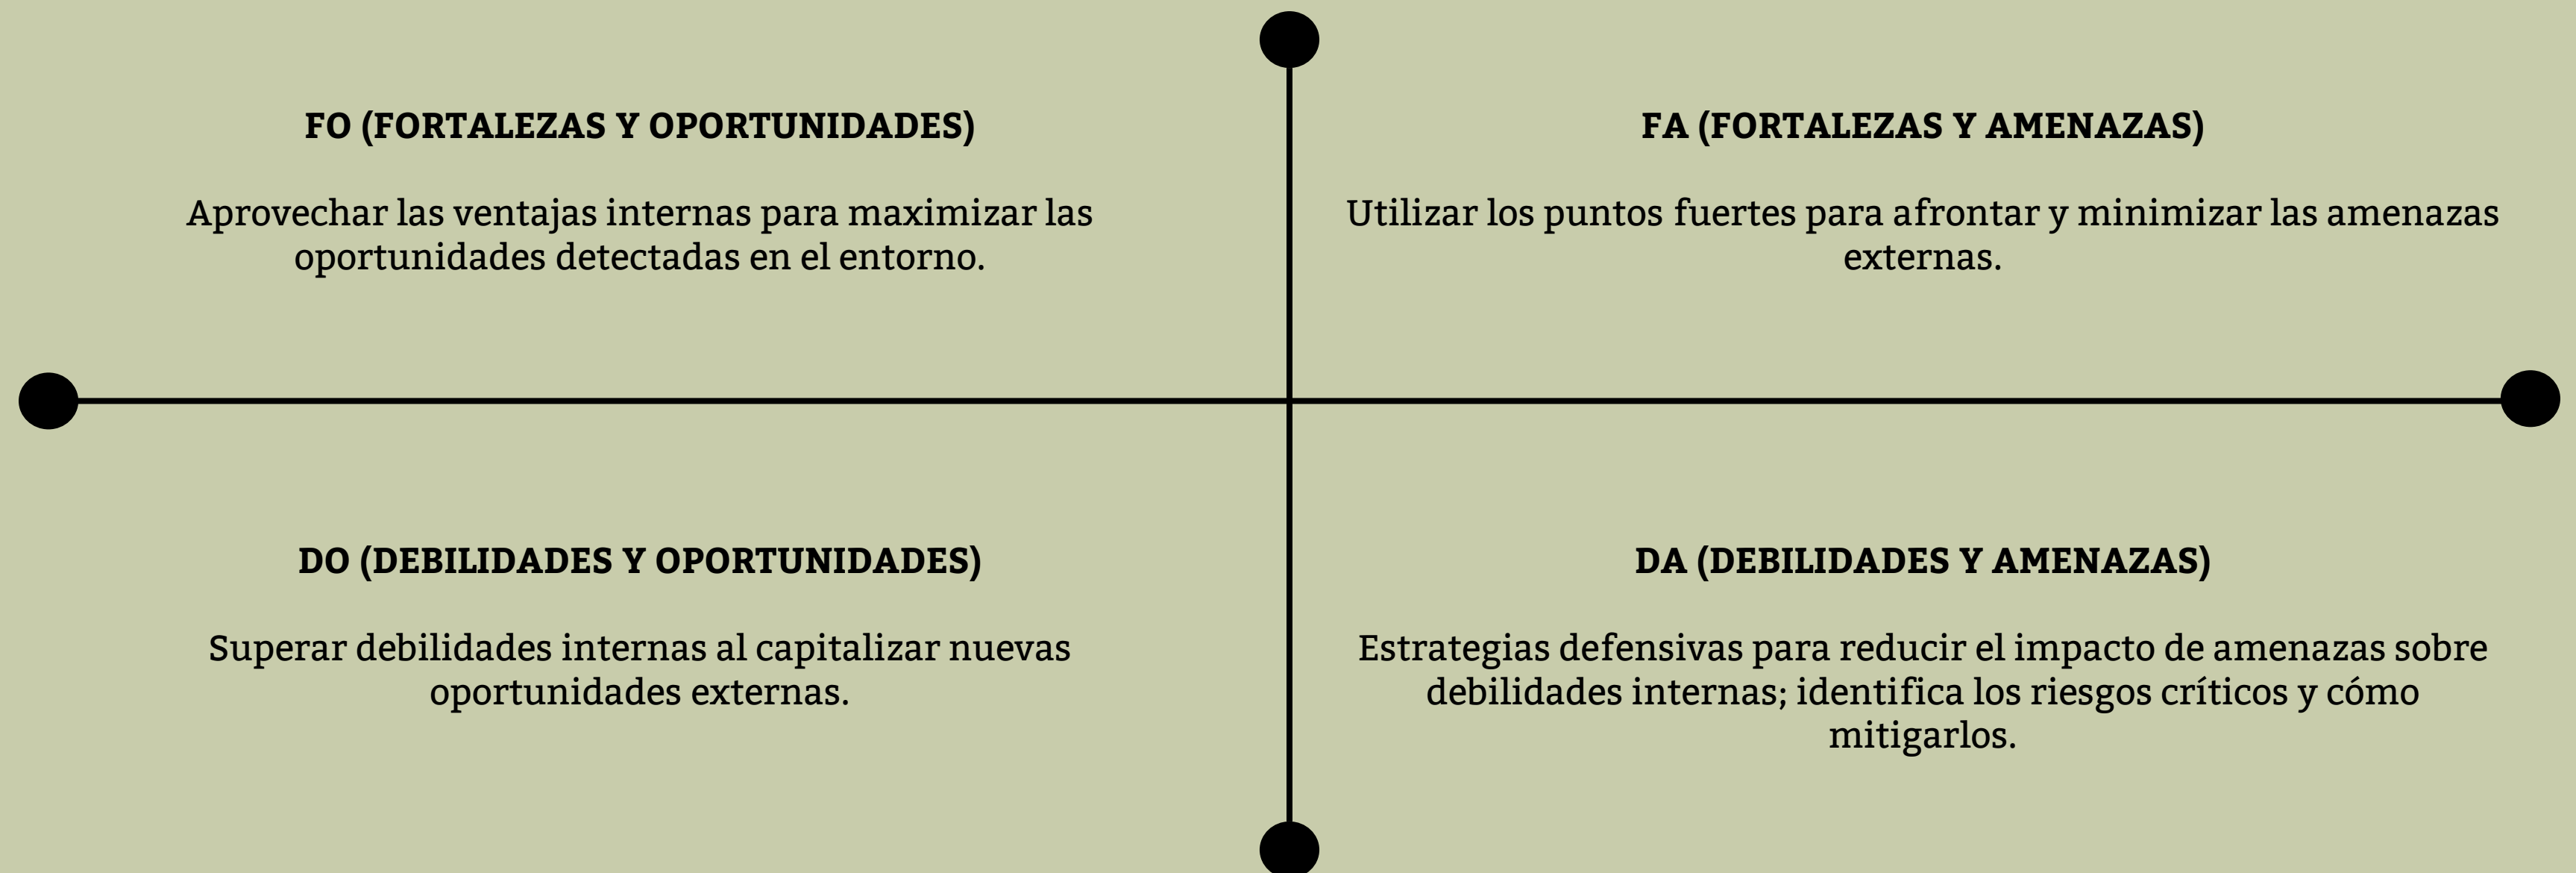 FO (FORTALEZAS Y OPORTUNIDADES)
Aprovechar las ventajas internas para maximizar las
oportunidades detectadas en el entorno.
FA (FORTALEZAS Y AMENAZAS)
Utilizar los puntos fuertes para afrontar y minimizar las amenazas
externas.
DO (DEBILIDADES Y OPORTUNIDADES)
Superar debilidades internas al capitalizar nuevas
oportunidades externas.
DA (DEBILIDADES Y AMENAZAS)
Estrategias defensivas para reducir el impacto de amenazas sobre
debilidades internas; identifica los riesgos críticos y cómo
mitigarlos.